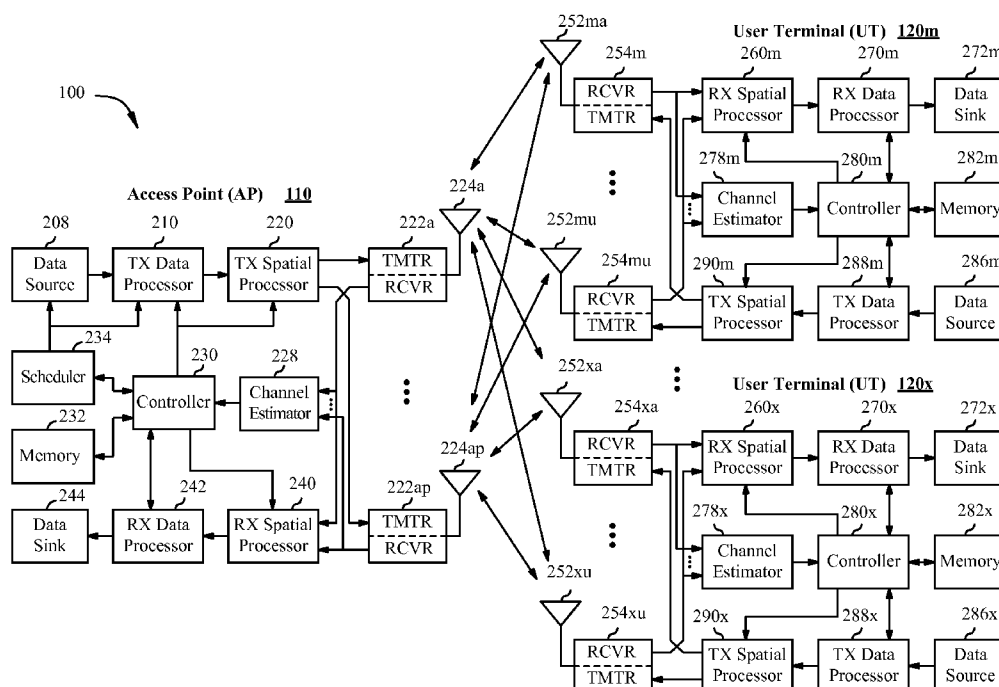 100
Access Point (AP) 110
208
Data
Source
210
TX Data
Processor
220
TX Spatial
Processor
222a
TMTR
RCVR
224a
234
Scheduler
230
Controller
228
Channel
Estimator
232
Memory
244
Data
Sink
242
RX Data
Processor
240
RX Spatial
Processor
222ap
TMTR
RCVR
224ap
252ma
User Terminal (UT) 120m
254m
RCVR
TMTR
260m
RX Spatial
Processor
270m
RX Data
Processor
272m
Data
Sink
278m
Channel
Estimator
280m
Controller
282m
Memory
252mu
254mu
RCVR
TMTR
290m
TX Spatial
Processor
288m
TX Data
Processor
286m
Data
Source
252xa
User Terminal (UT) 120x
254xa
RCVR
TMTR
260x
RX Spatial
Processor
270x
RX Data
Processor
272x
Data
Sink
278x
Channel
Estimator
280x
Controller
282x
Memory
252xu
254xu
RCVR
TMTR
290x
TX Spatial
Processor
288x
TX Data
Processor
286x
Data
Source